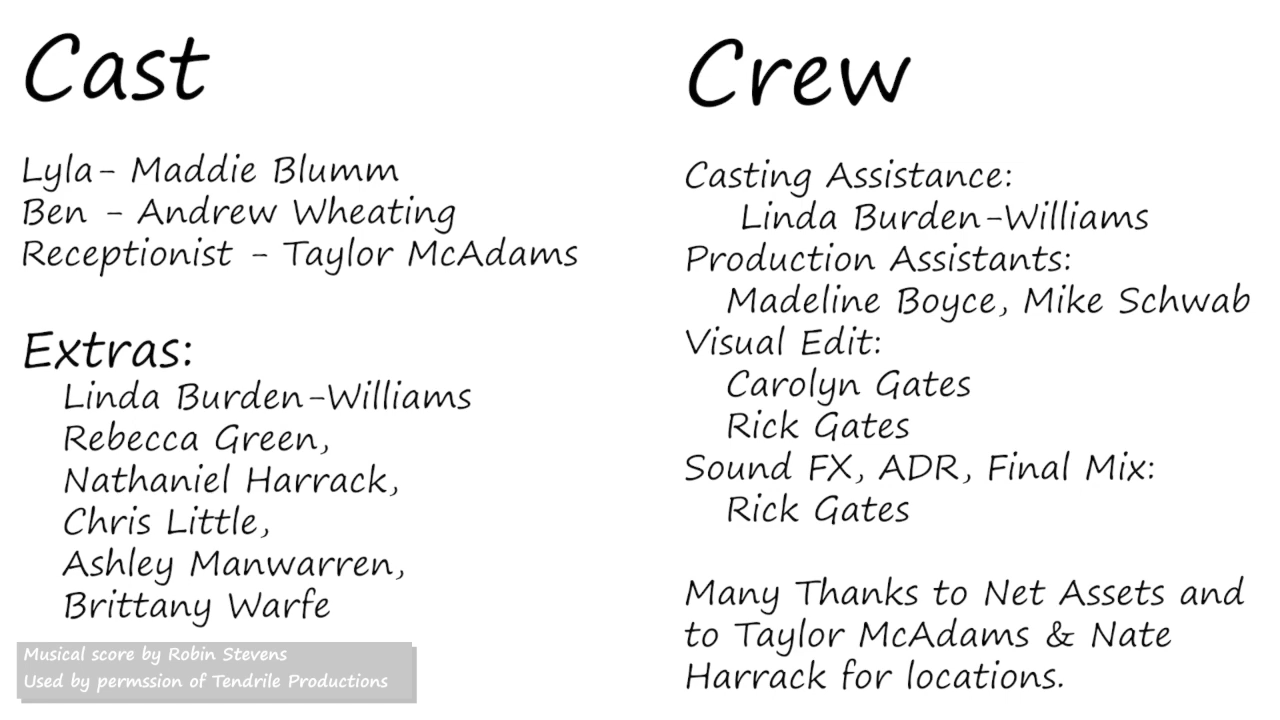 Cast
Lyla- Maddie Blumm
Ben - Andrew Wheating
Receptionist - Taylor McAdams
Extras:
Linda Burden-Williams
Rebecca Green,
Nathaniel Harrack,
Chris Little,
Ashley Manwarren,
Brittany Warfe
Musical score by Robin Stevens
Used by permssion of Tendrile Productions
Crew
Casting Assistance:
Linda Burden-Williams
Production Assistants:
Madeline Boyce, Mike Schwab
Visual Edit:
Carolyn Gates
Rick Gates
Sound FX, ADR, Final Mix:
Rick Gates
Many Thanks to Net Assets and
to Taylor McAdams & Nate
Harrack for locations.